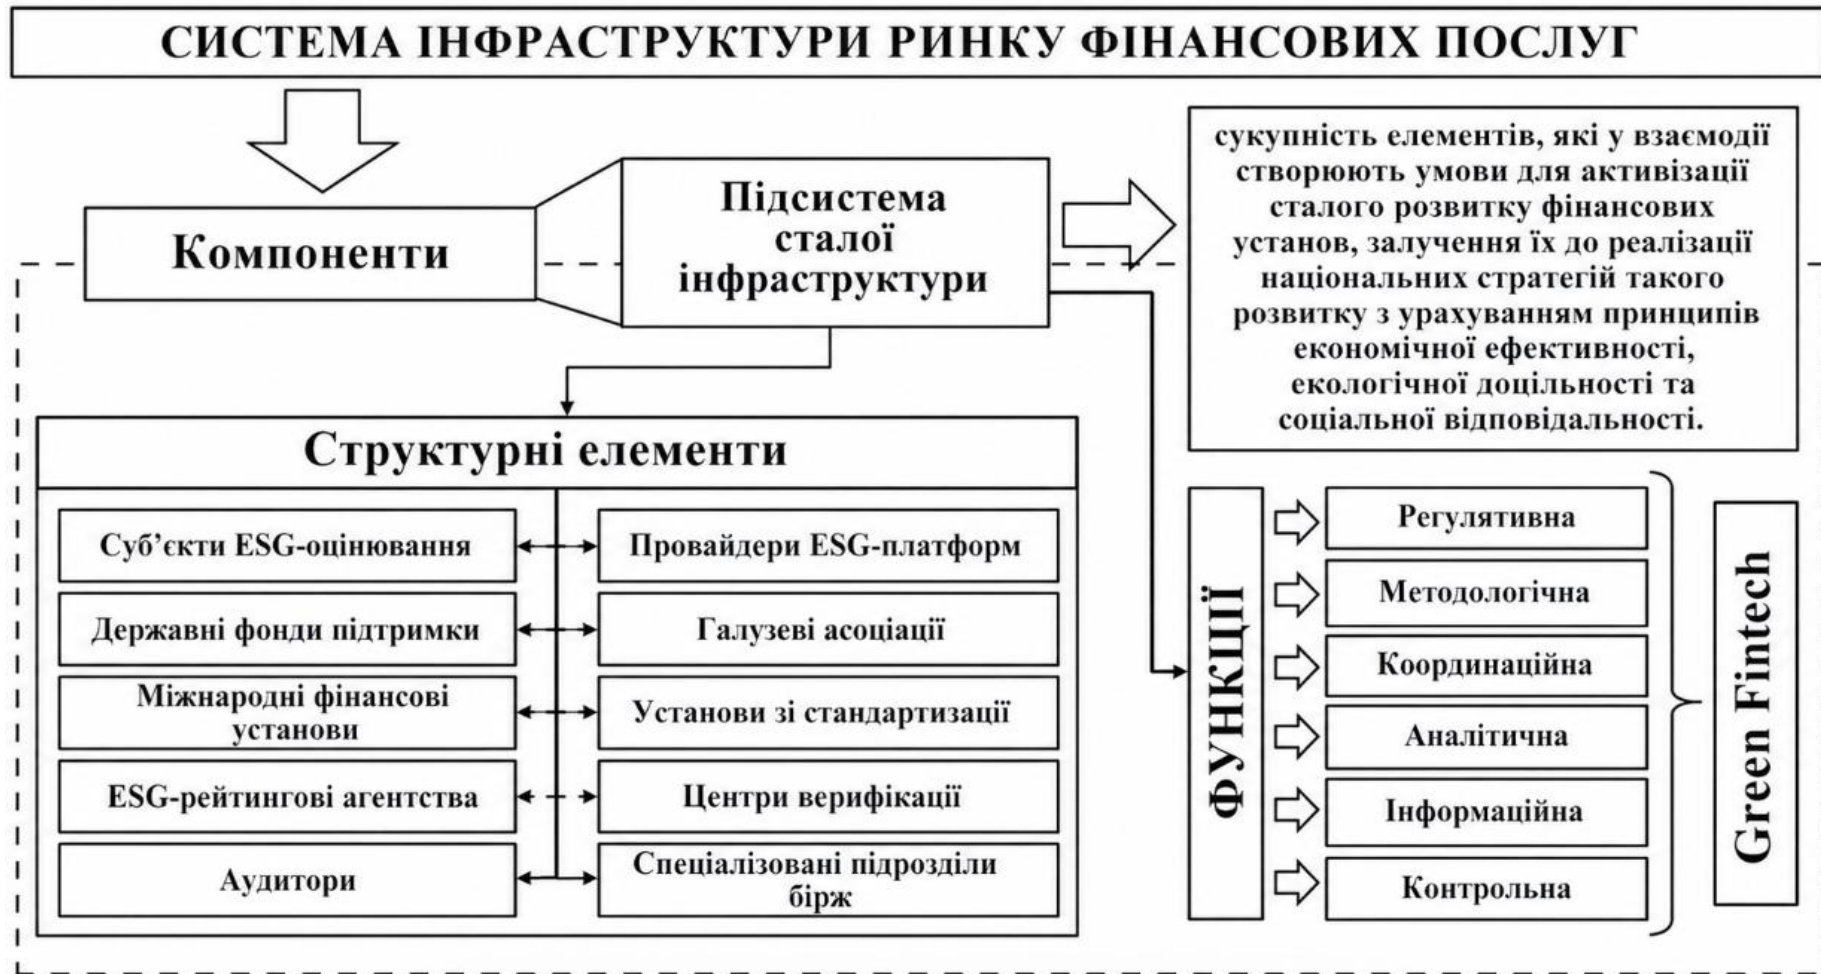 СИСТЕМА ІНФРАСТРУКТУРИ РИНКУ ФІНАНСОВИХ ПОСЛУГ
Компоненти
Підсистема
сталої
інфраструктури
сукупність елементів, які у взаємодії
створюють умови для активізації
сталого розвитку фінансових
установ, залучення їх до реалізації
національних стратегій такого
розвитку з урахуванням принципів
економічної ефективності,
екологічної доцільності та
соціальної відповідальності.
Структурні елементи
Суб’єкти ESG-оцінювання
Провайдери ESG-платформ
Державні фонди підтримки
Галузеві асоціації
Міжнародні фінансові
установи
Установи зі стандартизації
ESG-рейтингові агентства
Центри верифікації
Аудитори
Спеціалізовані підрозділи
бірж
ФУНКЦІЇ
Регулятивна
Методологічна
Координаційна
Аналітична
Інформаційна
Контрольна
Green Fintech